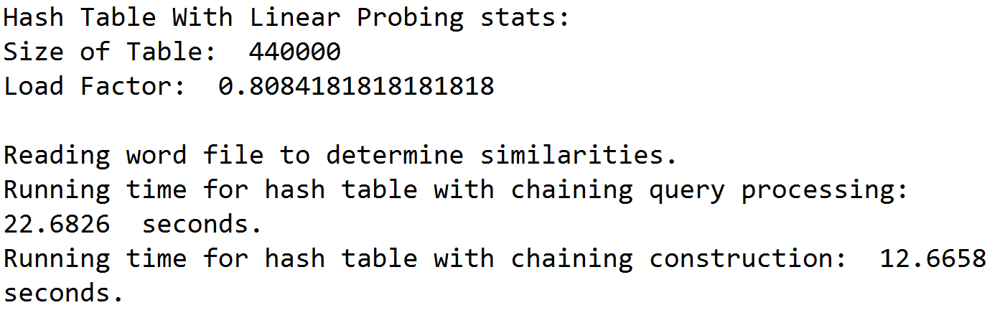 Hash Table With Linear Probing stats:
Size of Table:  440000
Load Factor:  0.8084181818181818
Reading word file to determine similarities.
Running time for hash table with chaining query processing:
22.6826  seconds.
Running time for hash table with chaining construction:  12.6658
seconds.